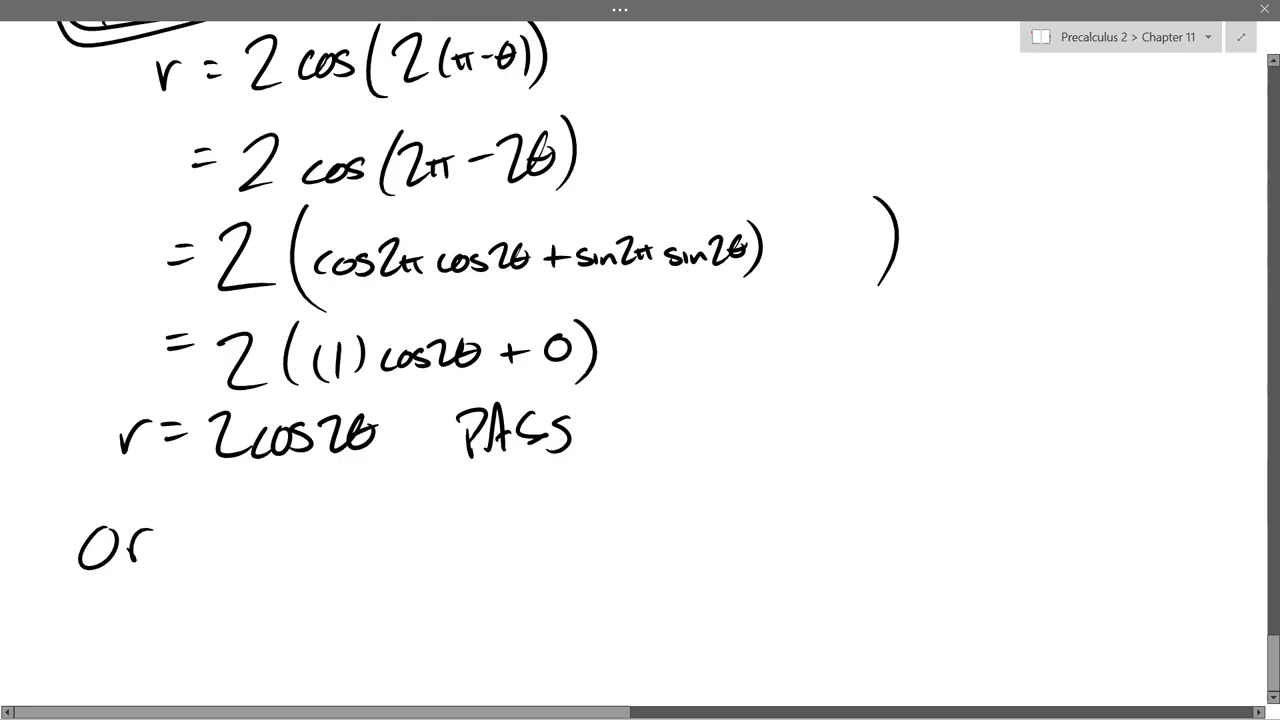 Precalculus 2 > Chapter 11
r = 2 cos(2(π-θ))
= 2 cos(2π - 2θ)
= 2 (cos2π cos2θ + sin2π sin2θ) )
= 2 ((1) cos2θ + 0)
r = 2cos2θ PASS
Or